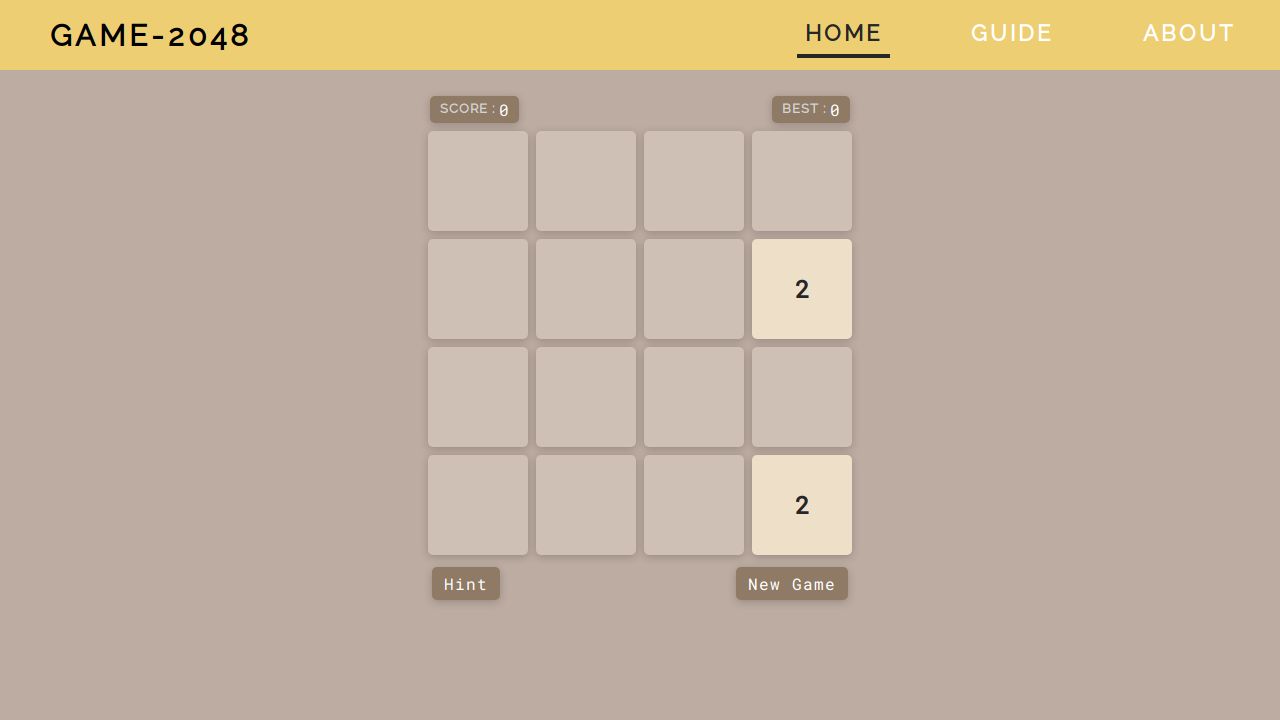 GAME-2048
HOME GUIDE ABOUT
SCORE : 0
BEST : 0
2
2
Hint
New Game